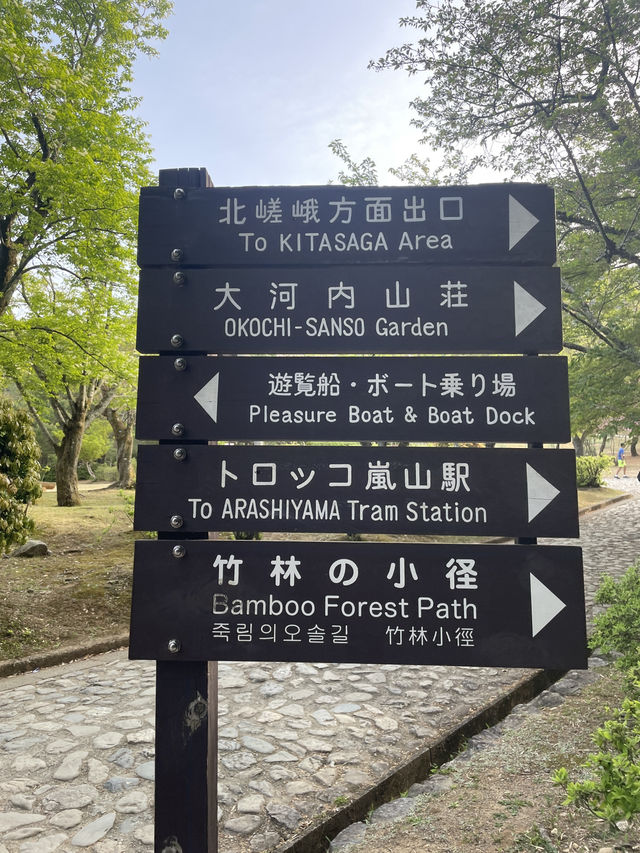 北嵯峨方面出口
To KITASAGA Area
大河内山荘
OKOCHI-SANSO Garden
遊覧船・ボート乗り場
Pleasure Boat & Boat Dock
トロッコ嵐山駅
To ARASHIYAMA Tram Station
竹林の小径
Bamboo Forest Path
죽림의오솔길 竹林小徑